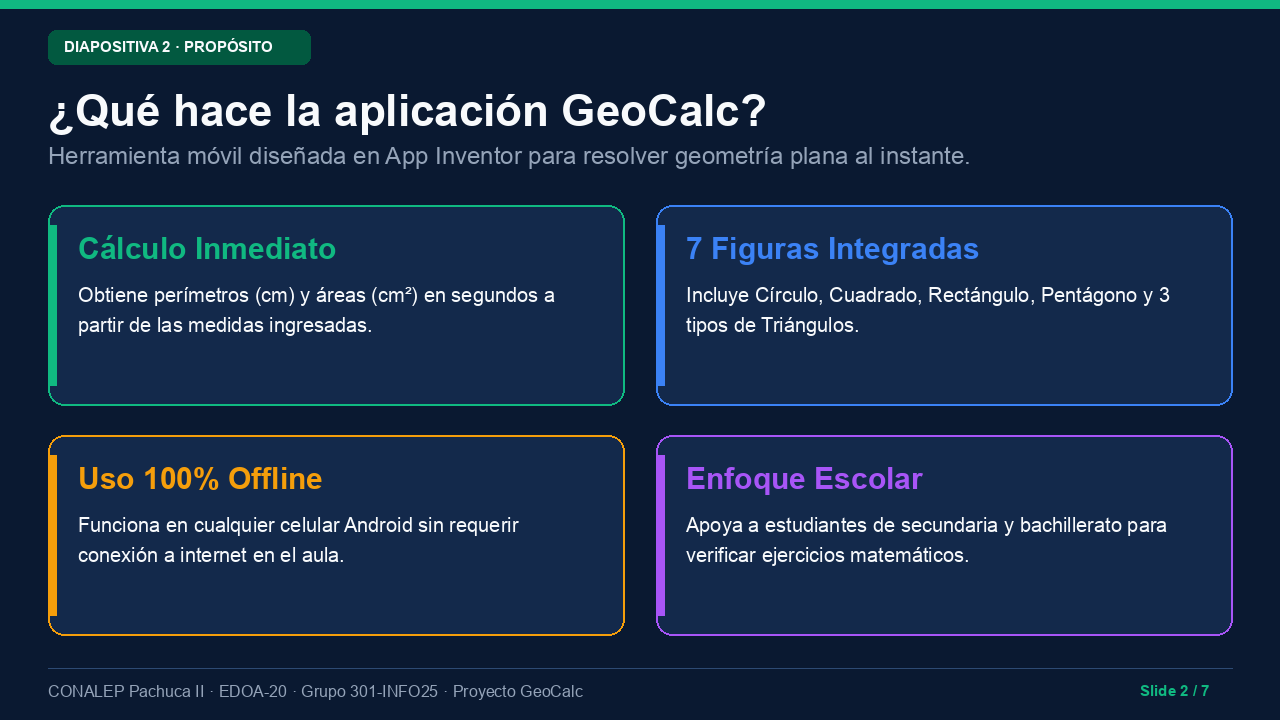 DIAPOSITIVA 2 · PROPÓSITO
¿Qué hace la aplicación GeoCalc?
Herramienta móvil diseñada en App Inventor para resolver geometría plana al instante.
Cálculo Inmediato
Obtiene perímetros (cm) y áreas (cm²) en segundos a
partir de las medidas ingresadas.
7 Figuras Integradas
Incluye Círculo, Cuadrado, Rectángulo, Pentágono y 3
tipos de Triángulos.
Uso 100% Offline
Funciona en cualquier celular Android sin requerir
conexión a internet en el aula.
Enfoque Escolar
Apoya a estudiantes de secundaria y bachillerato para
verificar ejercicios matemáticos.
CONALEP Pachuca II · EDOA-20 · Grupo 301-INFO25 · Proyecto GeoCalc
Slide 2 / 7